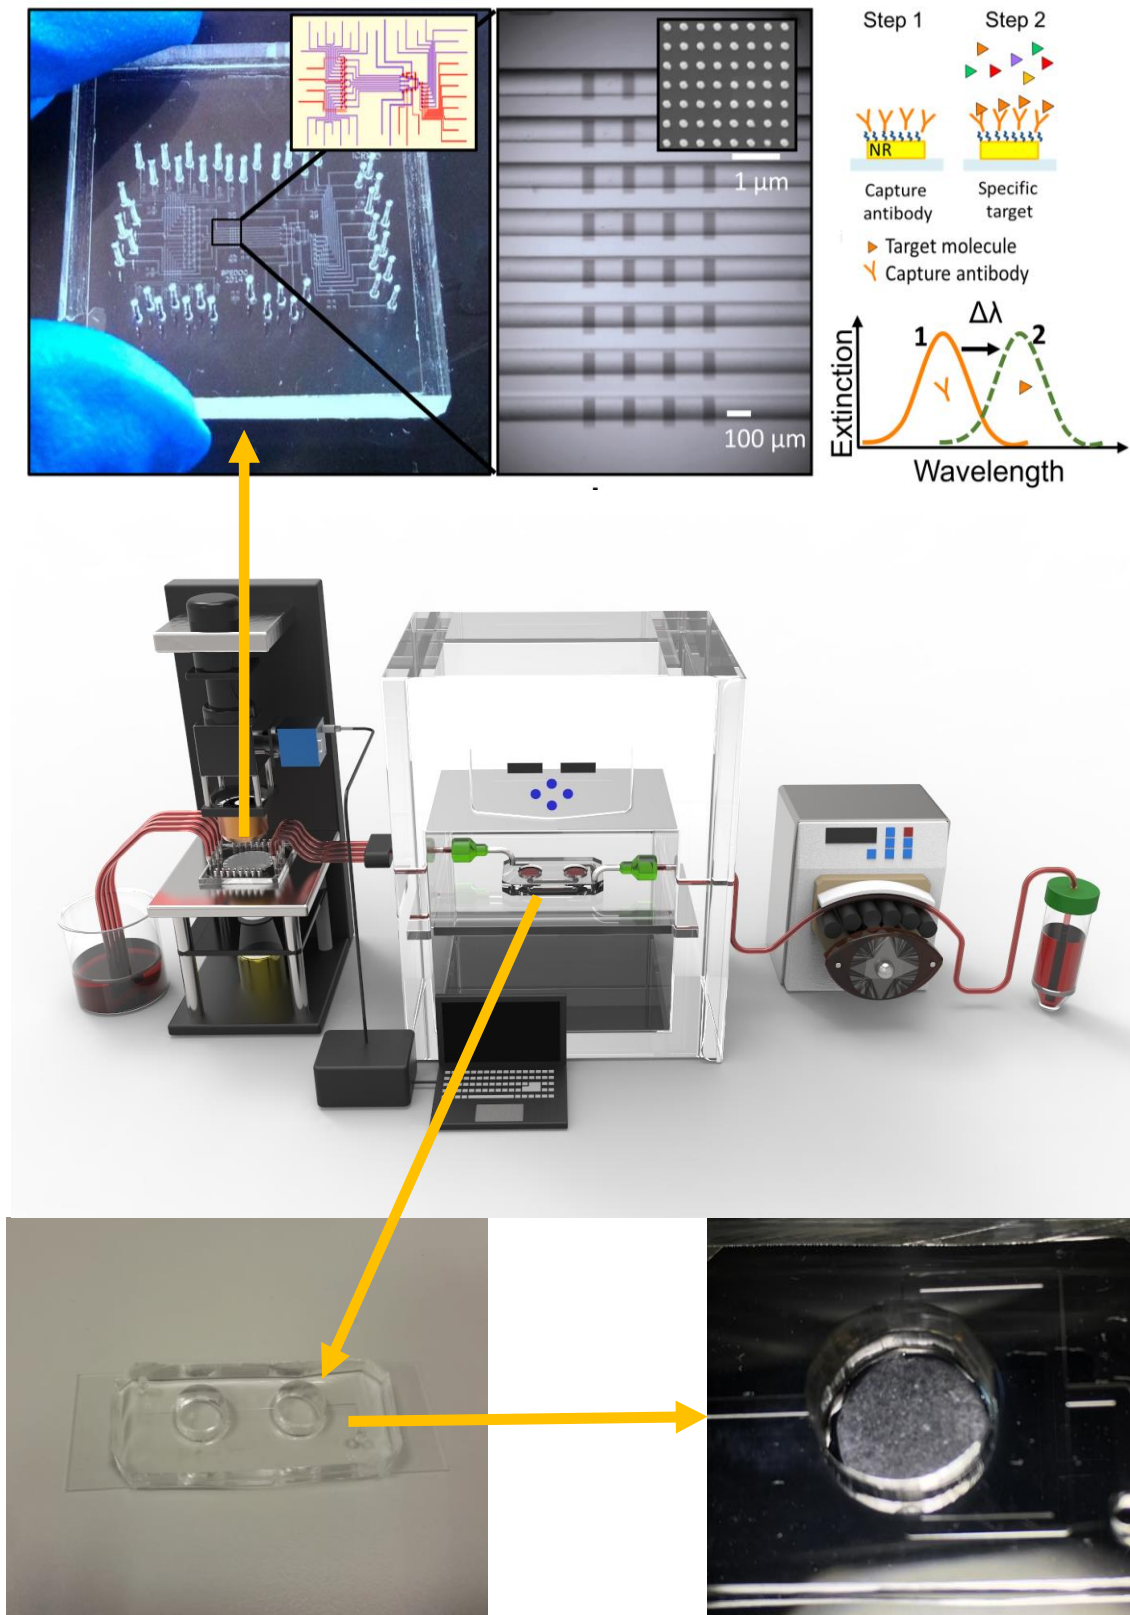 Step 1
Step 2
NR
Capture
antibody
Specific
target
Target molecule
Capture antibody
1 µm
100 µm
Δλ
1
2
Extinction
Wavelength